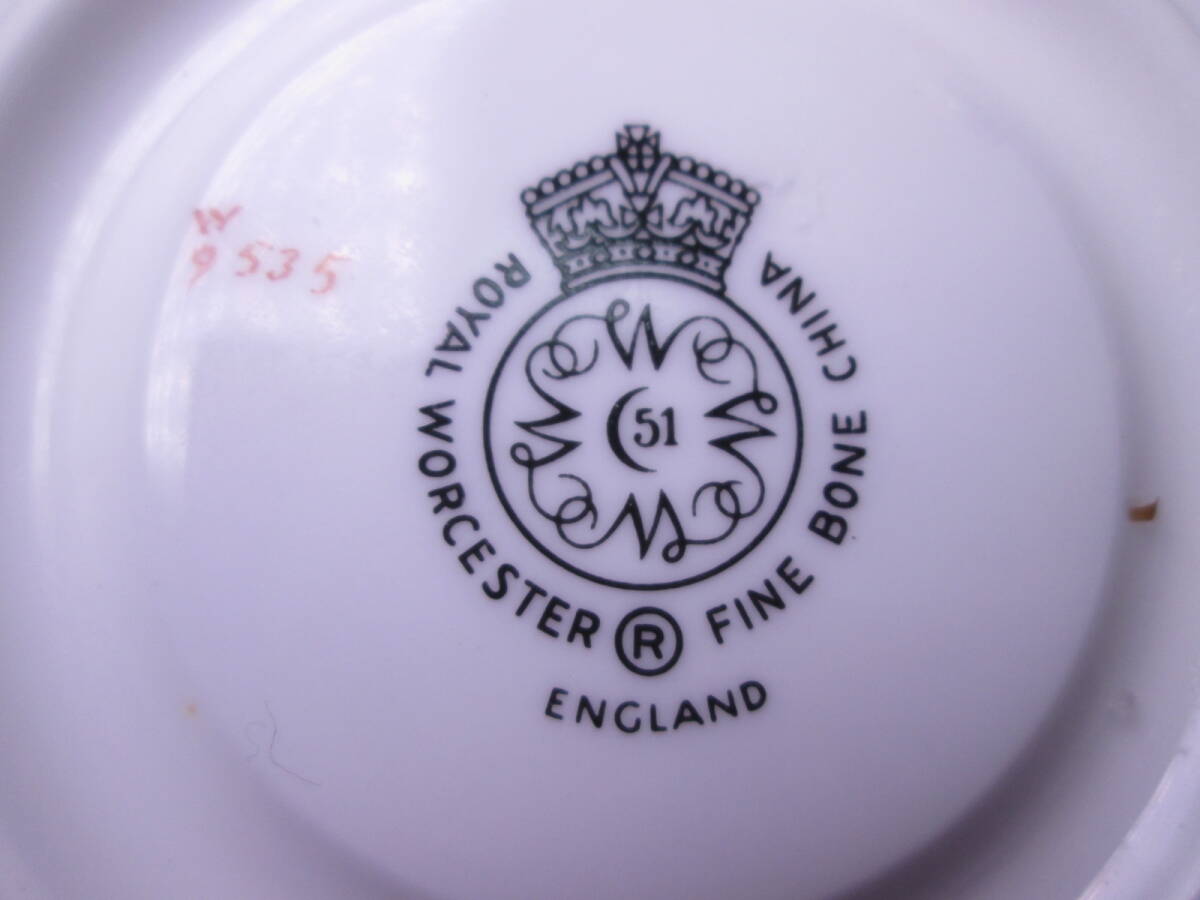 W
9535
ROYAL WORCESTER ® FINE BONE CHINA
51
ENGLAND